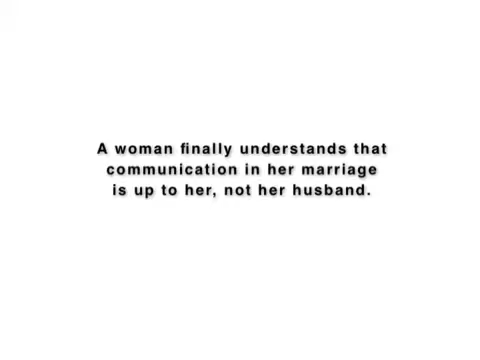 A woman finally understands that
communication in her marriage
is up to her, not her husband.